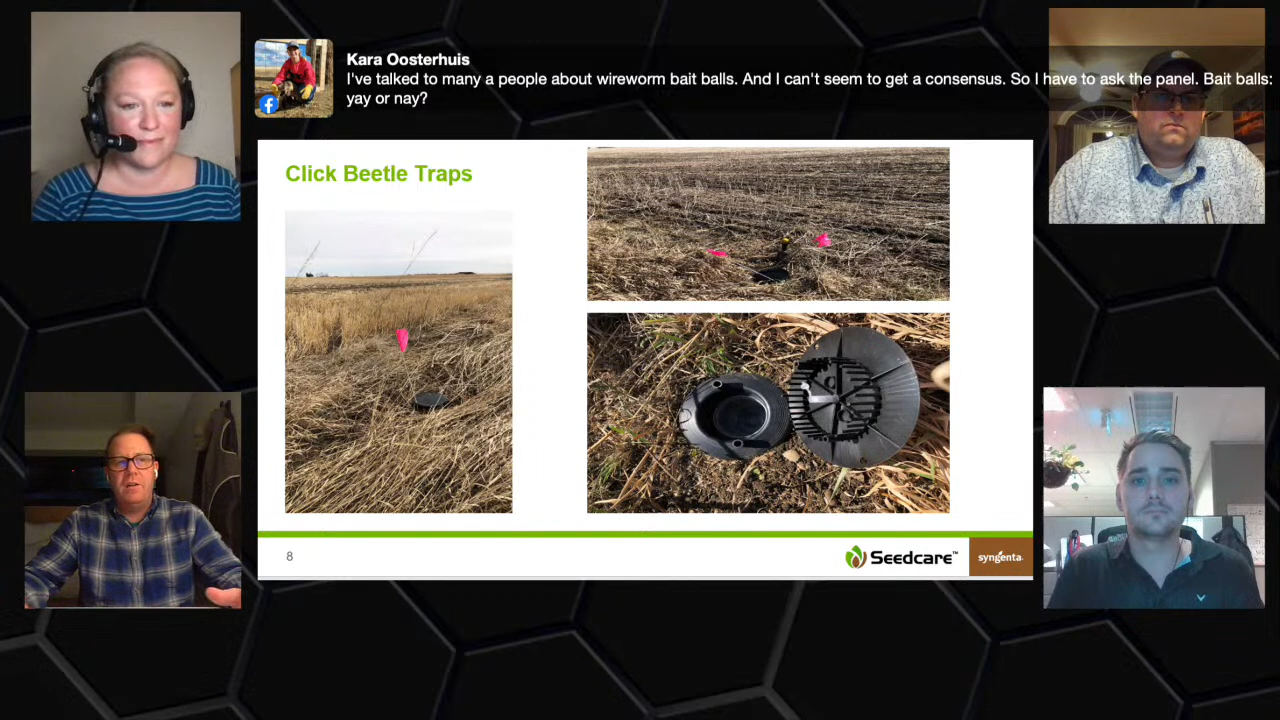 Kara Oosterhuis
I've talked to many a people about wireworm bait balls. And I can't seem to get a consensus. So I have to ask the panel. Bait balls:
yay or nay?
Click Beetle Traps
8
Seedcare™
syngenta